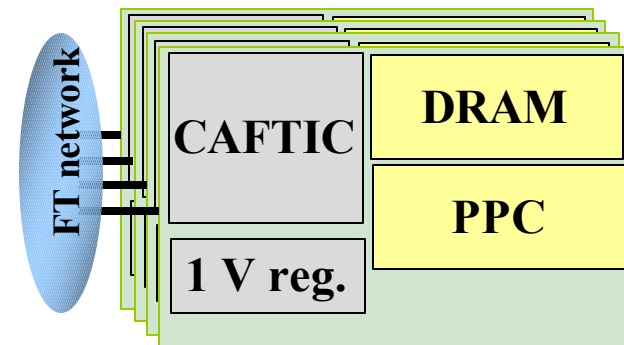 FT network
CAFTIC
DRAM
PPC
1 V reg.